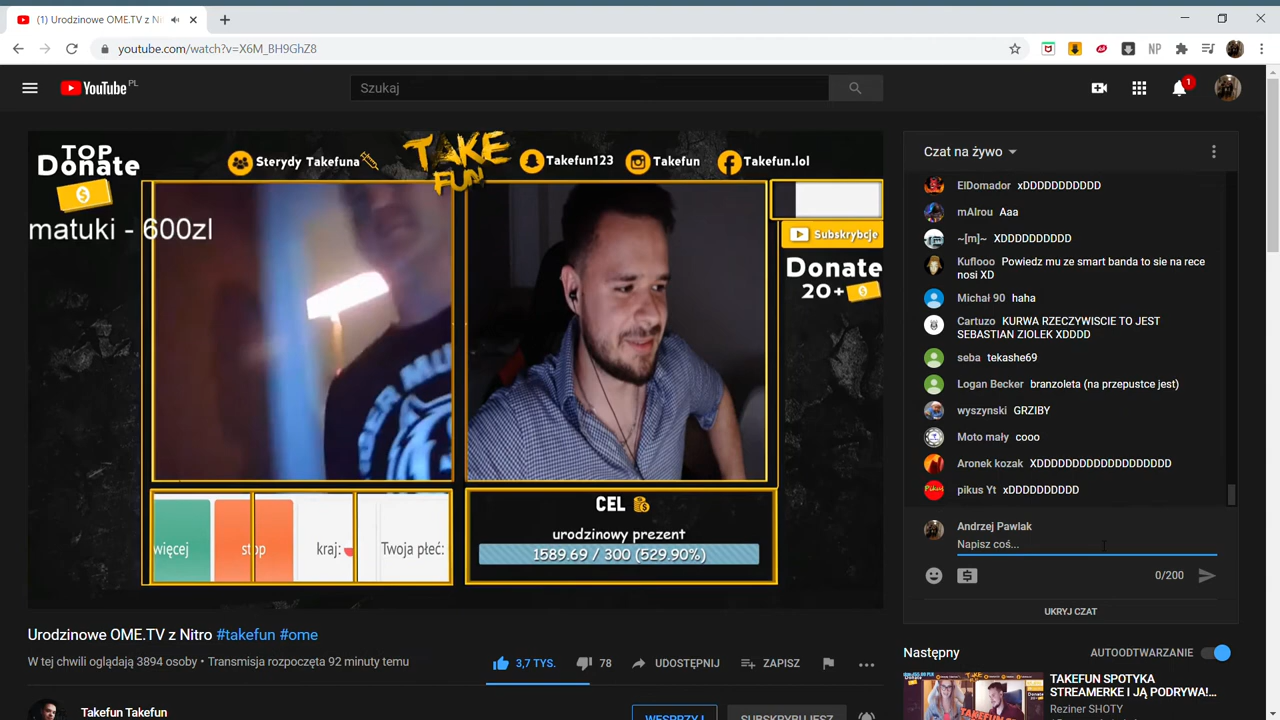 (1) Urodzinowe OME.TV z Ni
youtube.com/watch?v=X6M_BH9GhZ8
NP
YouTube PL
Szukaj
1
TOP
Donate
matuki - 600zl
Sterydy Takefuna
TAKE
FUN
Takefun123
Takefun
Takefun.lol
Subskrybcje
Donate
20+
więcej
stop
kraj:
Twoja płeć:
CEL
urodzinowy prezent
1589.69 / 300 (529.90%)
Czat na żywo
ElDomador xDDDDDDDDDDD
mAlrou Aaa
~[m]~ XDDDDDDDDDD
Kuflooo Powiedz mu ze smart banda to sie na rece
nosi XD
Michał 90 haha
Cartuzo KURWA RZECZYWISCIE TO JEST
SEBASTIAN ZIOLEK XDDDD
seba tekashe69
Logan Becker branzoleta (na przepustce jest)
wyszynski GRZIBY
Moto mały cooo
Aronek kozak XDDDDDDDDDDDDDDDDDDD
pikus Yt xDDDDDDDDDD
Andrzej Pawlak
Napisz coś...
0/200
UKRYJ CZAT
Urodzinowe OME.TV z Nitro #takefun #ome
W tej chwili oglądają 3894 osoby • Transmisja rozpoczęta 92 minuty temu
3,7 TYS.
78
UDOSTĘPNIJ
ZAPISZ
Takefun Takefun
WESPRZYJ
SUBSKRYBUJESZ
Następny
AUTOODTWARZANIE
TAKEFUN SPOTYKA
STREAMERKE I JĄ PODRYWA!...
Reziner SHOTY